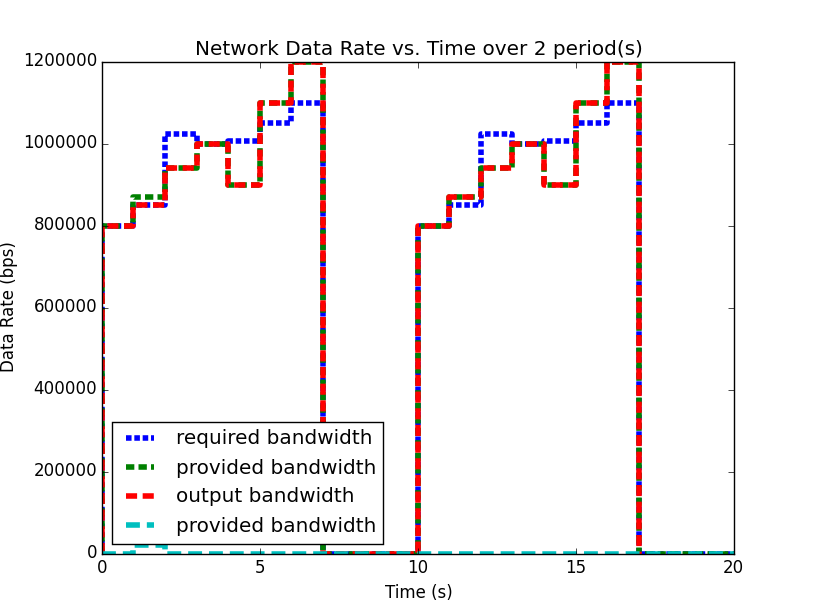 Network Data Rate vs. Time over 2 period(s)
Data Rate (bps)
1200000
1000000
800000
600000
400000
200000
0
required bandwidth
provided bandwidth
output bandwidth
provided bandwidth
0 5 10 15 20
Time (s)